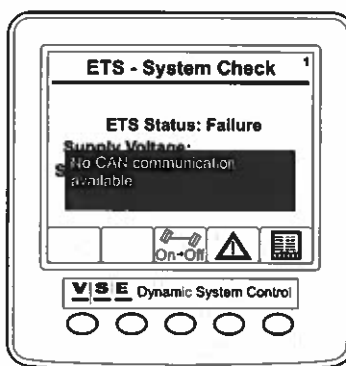 ETS - System Check 1
ETS Status: Failure
Supply Voltage:
No CAN communication
available
On→Off
VSE Dynamic System Control